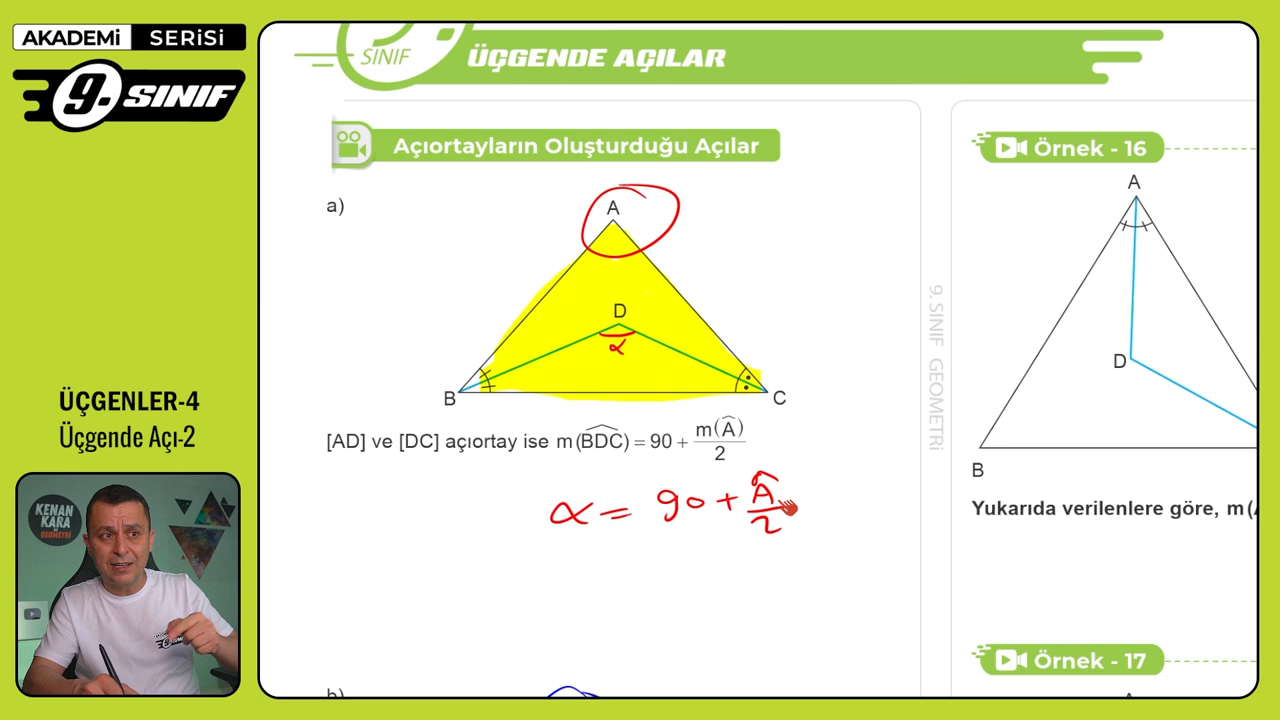 AKADEMİ SERİSİ
9. SINIF
ÜÇGENLER-4
Üçgende Açı-2
KENAN
KARA
GEOMETRİ
SINIF
ÜÇGENDE AÇILAR
Açıortayların Oluşturduğu Açılar
a)
A
D
α
B
C
[AD] ve [DC] açıortay ise m(BDC) = 90 + m(A)/2
α = 90 + Â/2
b)
9. SINIF GEOMETRİ
Örnek - 16
A
D
B
Yukarıda verilenlere göre, m(
Örnek - 17